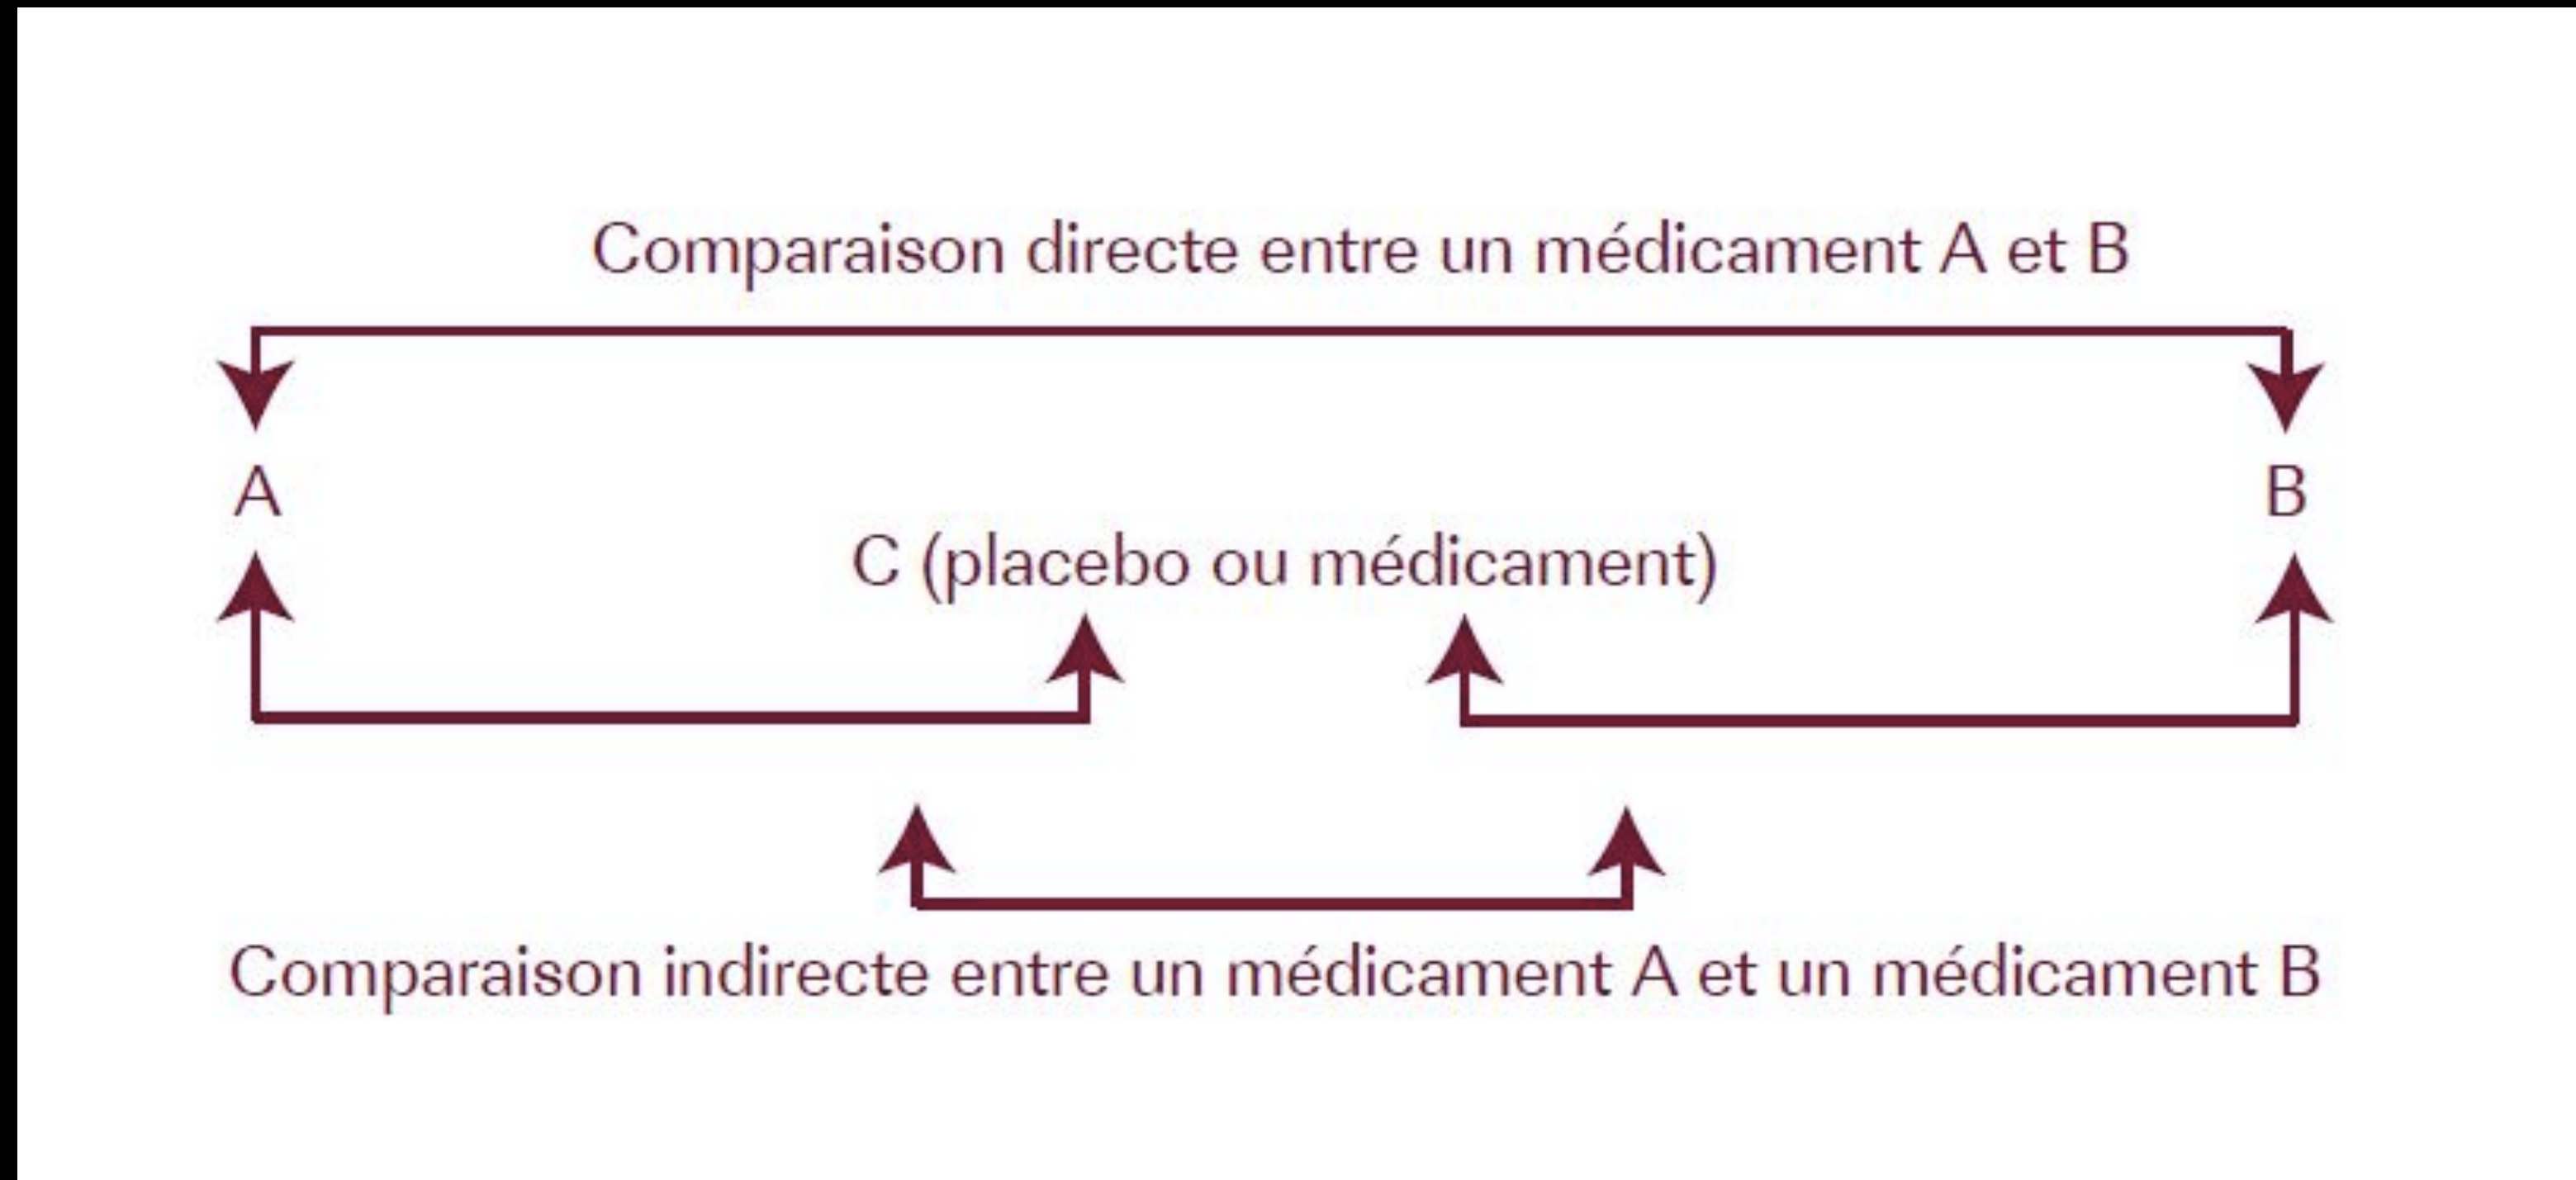 Comparaison directe entre un médicament A et B
A
B
C (placebo ou médicament)
Comparaison indirecte entre un médicament A et un médicament B